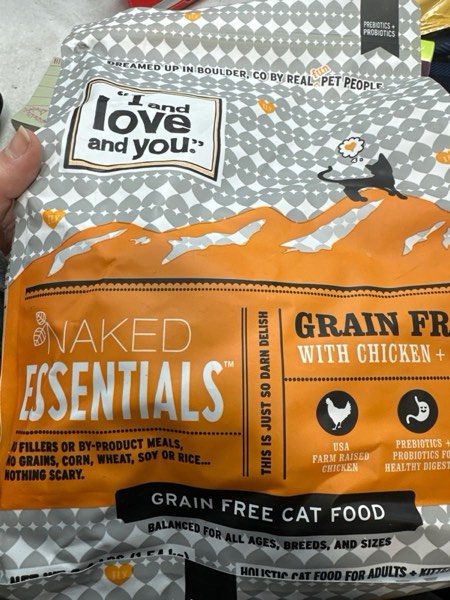 PREBIOTICS +
PROBIOTICS
DREAMED UP IN BOULDER, CO BY REAL fun PET PEOPLE
"I and
love
and you."
NAKED
ESSENTIALS™
FILLERS OR BY-PRODUCT MEALS,
NO GRAINS, CORN, WHEAT, SOY OR RICE...
NOTHING SCARY.
THIS IS JUST SO DARN DELISH
GRAIN FR
WITH CHICKEN +
USA
FARM RAISED
CHICKEN
PREBIOTICS +
PROBIOTICS FO
HEALTHY DIGEST
GRAIN FREE CAT FOOD
BALANCED FOR ALL AGES, BREEDS, AND SIZES
HOLISTIC CAT FOOD FOR ADULTS +